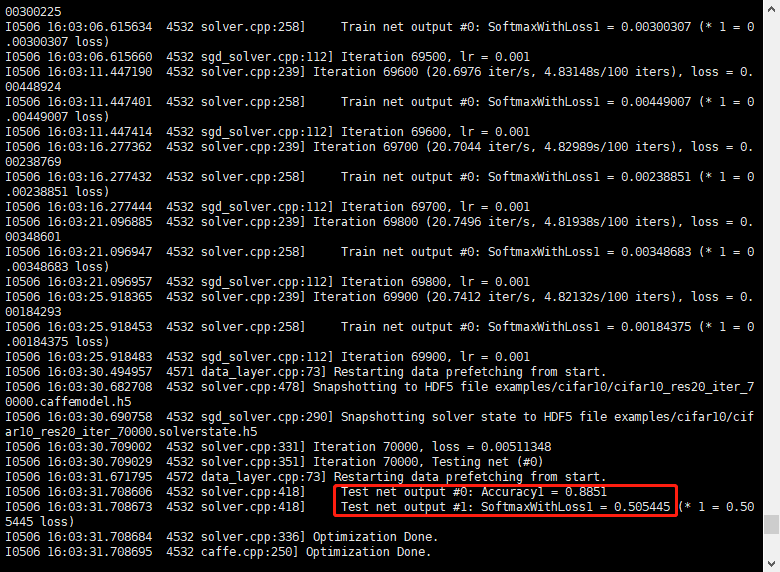 00300225
I0506 16:03:06.615634  4532 solver.cpp:258]     Train net output #0: SoftmaxWithLoss1 = 0.00300307 (* 1 = 0
.00300307 loss)
I0506 16:03:06.615660  4532 sgd_solver.cpp:112] Iteration 69500, lr = 0.001
I0506 16:03:11.447190  4532 solver.cpp:239] Iteration 69600 (20.6976 iter/s, 4.83148s/100 iters), loss = 0.
00448924
I0506 16:03:11.447401  4532 solver.cpp:258]     Train net output #0: SoftmaxWithLoss1 = 0.00449007 (* 1 = 0
.00449007 loss)
I0506 16:03:11.447414  4532 sgd_solver.cpp:112] Iteration 69600, lr = 0.001
I0506 16:03:16.277362  4532 solver.cpp:239] Iteration 69700 (20.7044 iter/s, 4.82989s/100 iters), loss = 0.
00238769
I0506 16:03:16.277432  4532 solver.cpp:258]     Train net output #0: SoftmaxWithLoss1 = 0.00238851 (* 1 = 0
.00238851 loss)
I0506 16:03:16.277444  4532 sgd_solver.cpp:112] Iteration 69700, lr = 0.001
I0506 16:03:21.096885  4532 solver.cpp:239] Iteration 69800 (20.7496 iter/s, 4.81938s/100 iters), loss = 0.
00348601
I0506 16:03:21.096947  4532 solver.cpp:258]     Train net output #0: SoftmaxWithLoss1 = 0.00348683 (* 1 = 0
.00348683 loss)
I0506 16:03:21.096957  4532 sgd_solver.cpp:112] Iteration 69800, lr = 0.001
I0506 16:03:25.918365  4532 solver.cpp:239] Iteration 69900 (20.7412 iter/s, 4.82132s/100 iters), loss = 0.
00184293
I0506 16:03:25.918453  4532 solver.cpp:258]     Train net output #0: SoftmaxWithLoss1 = 0.00184375 (* 1 = 0
.00184375 loss)
I0506 16:03:25.918483  4532 sgd_solver.cpp:112] Iteration 69900, lr = 0.001
I0506 16:03:30.494957  4571 data_layer.cpp:73] Restarting data prefetching from start.
I0506 16:03:30.682708  4532 solver.cpp:478] Snapshotting to HDF5 file examples/cifar10/cifar10_res20_iter_7
0000.caffemodel.h5
I0506 16:03:30.690758  4532 sgd_solver.cpp:290] Snapshotting solver state to HDF5 file examples/cifar10/cif
ar10_res20_iter_70000.solverstate.h5
I0506 16:03:30.709002  4532 solver.cpp:331] Iteration 70000, loss = 0.00511348
I0506 16:03:30.709029  4532 solver.cpp:351] Iteration 70000, Testing net (#0)
I0506 16:03:31.671795  4572 data_layer.cpp:73] Restarting data prefetching from start.
I0506 16:03:31.708606  4532 solver.cpp:418]     Test net output #0: Accuracy1 = 0.8851
I0506 16:03:31.708673  4532 solver.cpp:418]     Test net output #1: SoftmaxWithLoss1 = 0.505445 (* 1 = 0.50
5445 loss)
I0506 16:03:31.708684  4532 solver.cpp:336] Optimization Done.
I0506 16:03:31.708695  4532 caffe.cpp:250] Optimization Done.